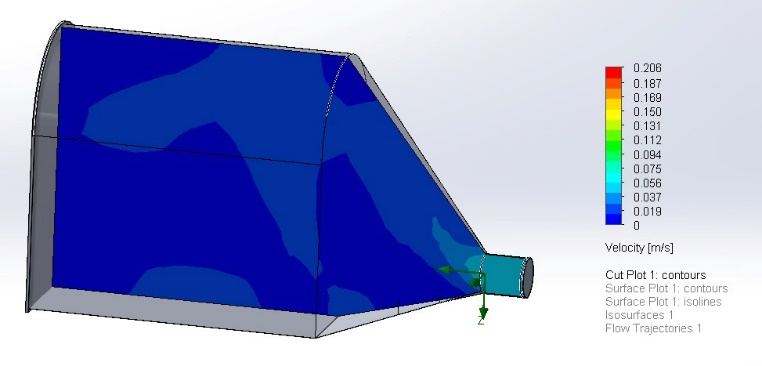 0.206
0.187
0.169
0.150
0.131
0.112
0.094
0.075
0.056
0.037
0.019
0
Velocity [m/s]
Cut Plot 1: contours
Surface Plot 1: contours
Surface Plot 1: isolines
Isosurfaces 1
Flow Trajectories 1
Z